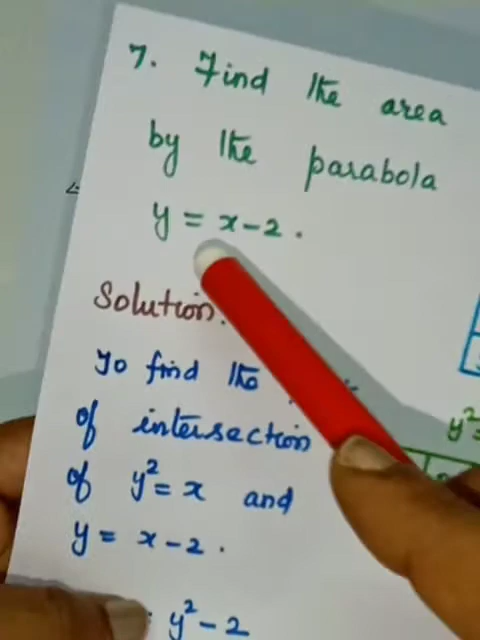 7. Find the area
by the parabola
y = x-2.
Solution.
To find the
of intersection
of y² = x and
y = x-2.
y² - 2
y² =